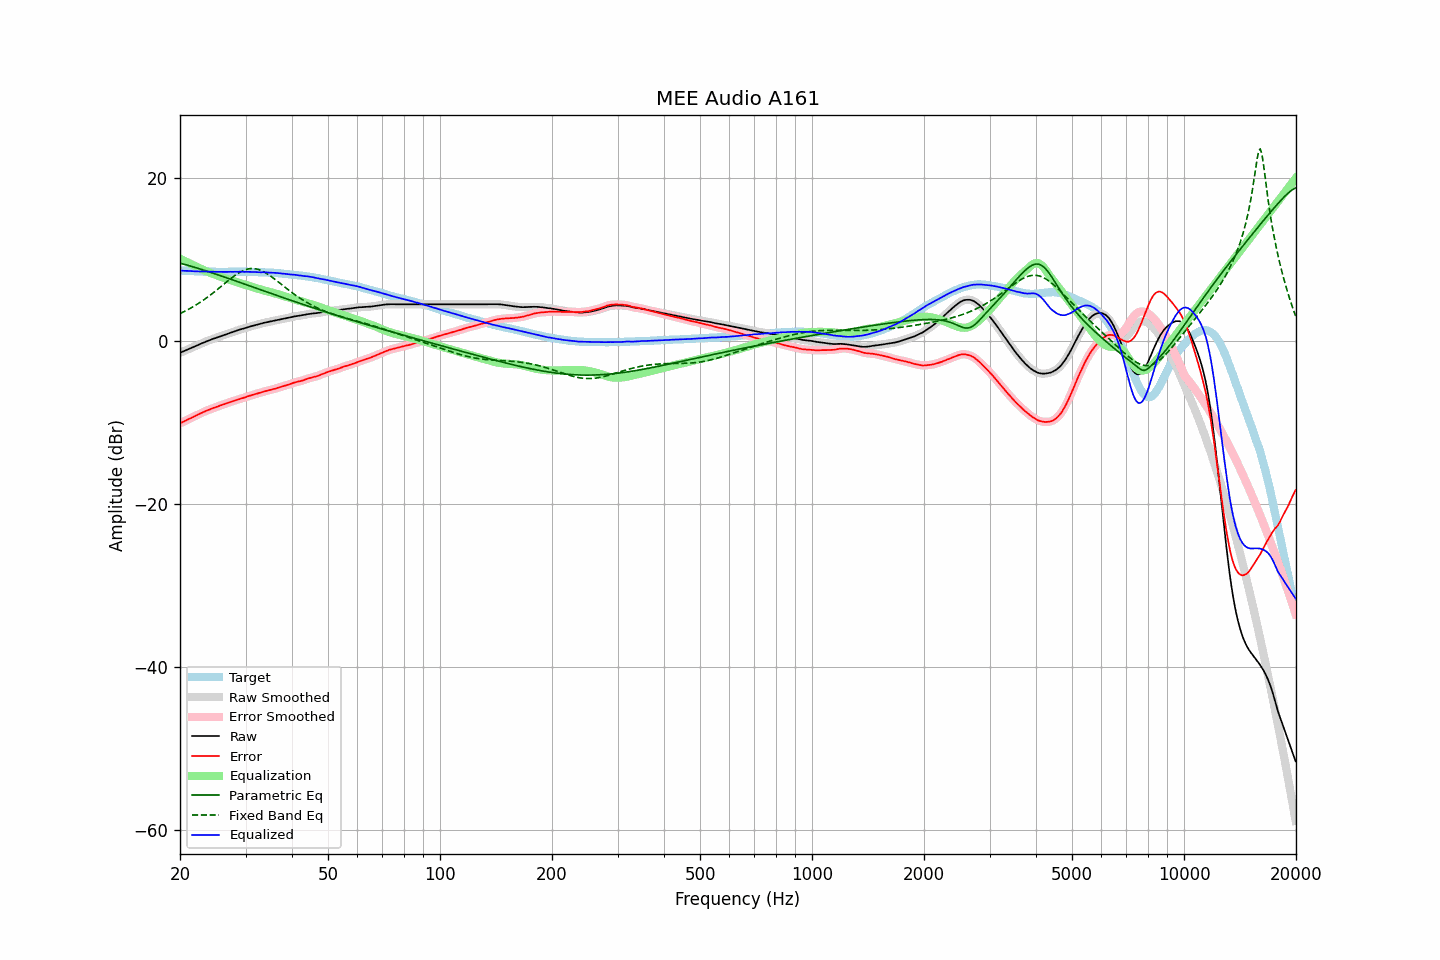 MEE Audio A161
20
0
−20
−40
−60
Amplitude (dBr)
Target
Raw Smoothed
Error Smoothed
Raw
Error
Equalization
Parametric Eq
Fixed Band Eq
Equalized
20 50 100 200 500 1000 2000 5000 10000 20000
Frequency (Hz)